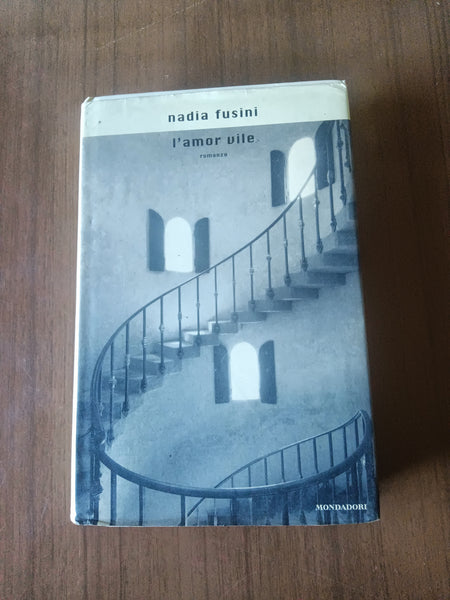 nadia fusini
l'amor vile
romanzo
MONDADORI